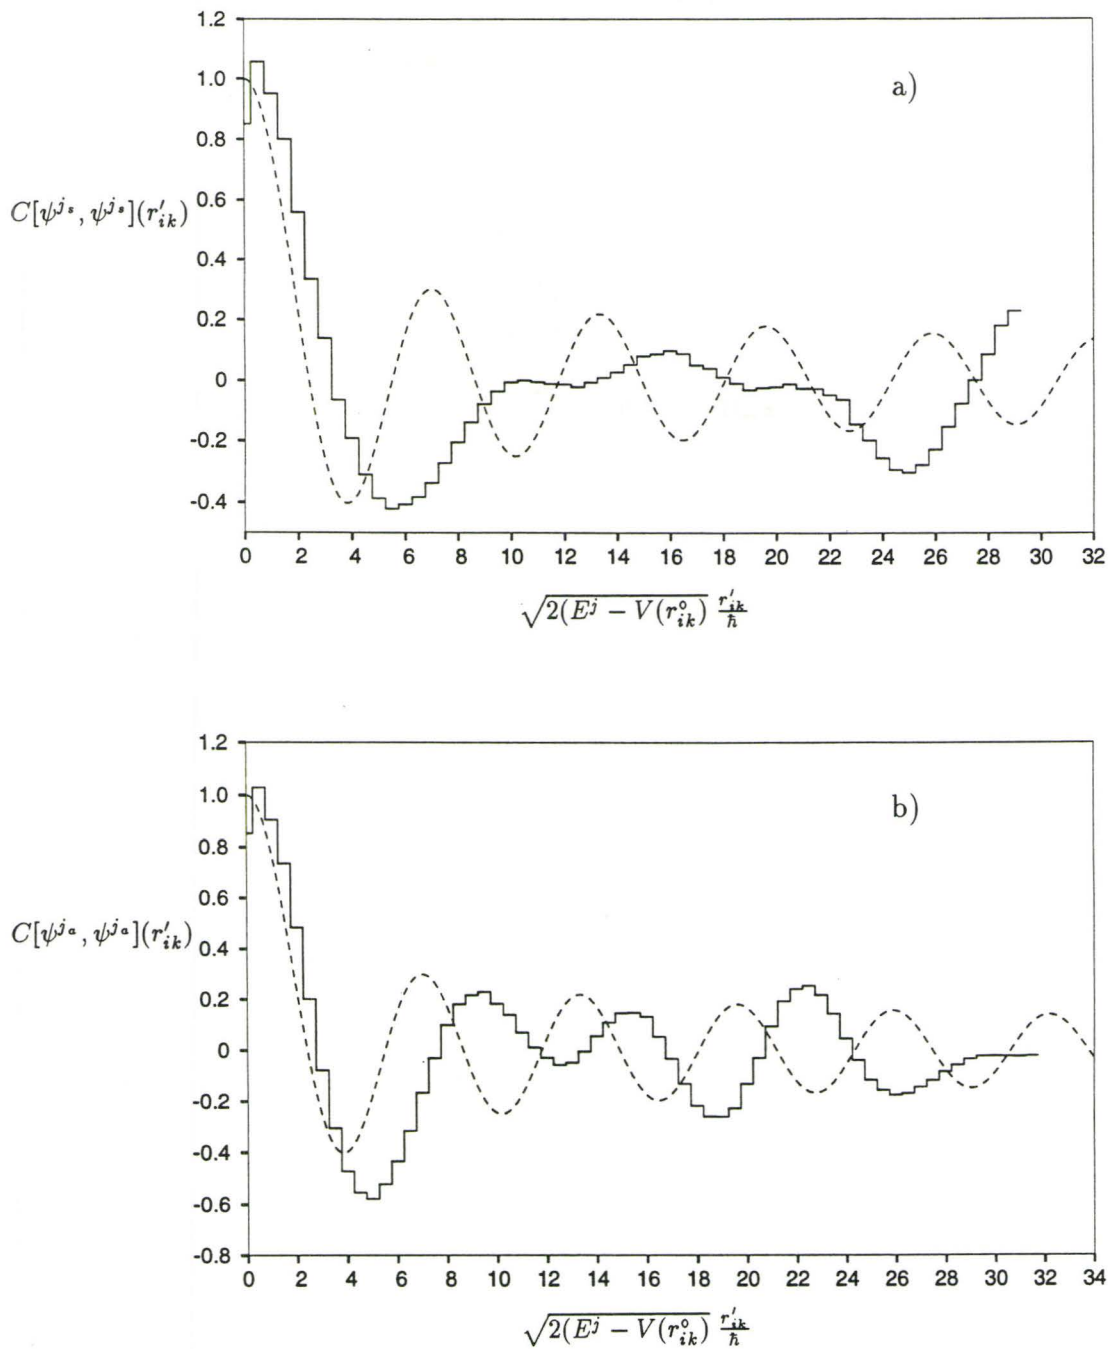 1.2
1.0
0.8
0.6
0.4
0.2
0
-0.2
-0.4
a)
C[ψ^{j_s}, ψ^{j_s}](r'_{ik})
0 2 4 6 8 10 12 14 16 18 20 22 24 26 28 30 32
√2(E^j − V(r°_{ik}) r'_{ik}/ħ
1.2
1.0
0.8
0.6
0.4
0.2
0
-0.2
-0.4
-0.6
-0.8
b)
C[ψ^{j_a}, ψ^{j_a}](r'_{ik})
0 2 4 6 8 10 12 14 16 18 20 22 24 26 28 30 32 34
√2(E^j − V(r°_{ik}) r'_{ik}/ħ